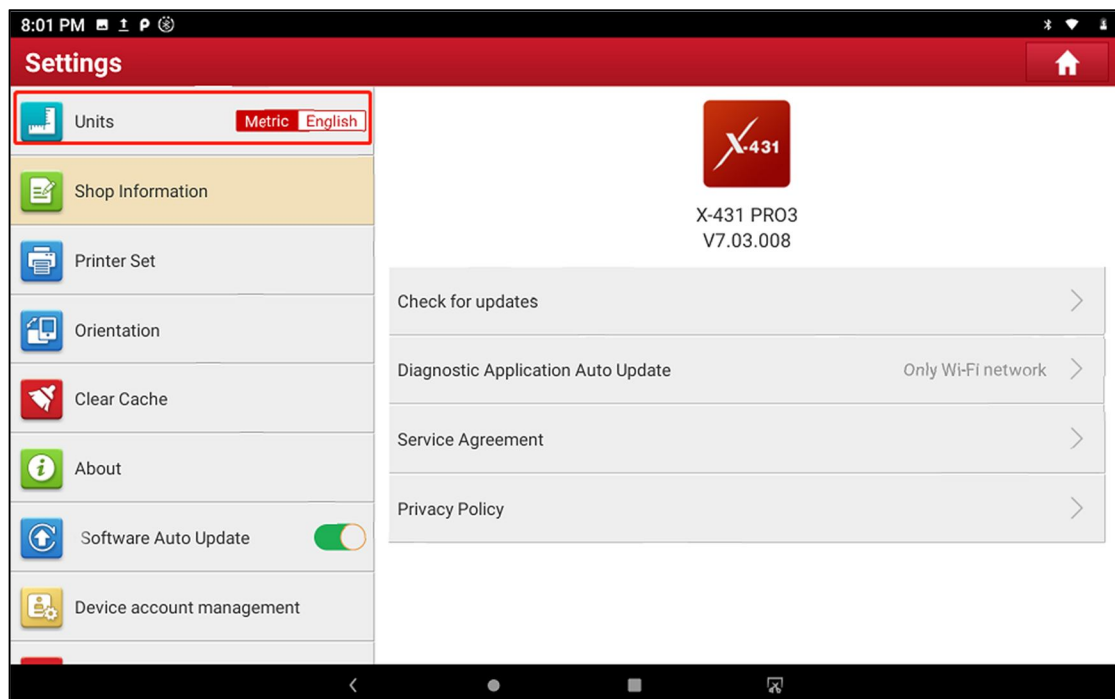 8:01 PM
Settings
Units Metric English
Shop Information
Printer Set
Orientation
Clear Cache
About
Software Auto Update
Device account management
X-431
X-431 PRO3
V7.03.008
Check for updates
Diagnostic Application Auto Update Only Wi-Fi network
Service Agreement
Privacy Policy